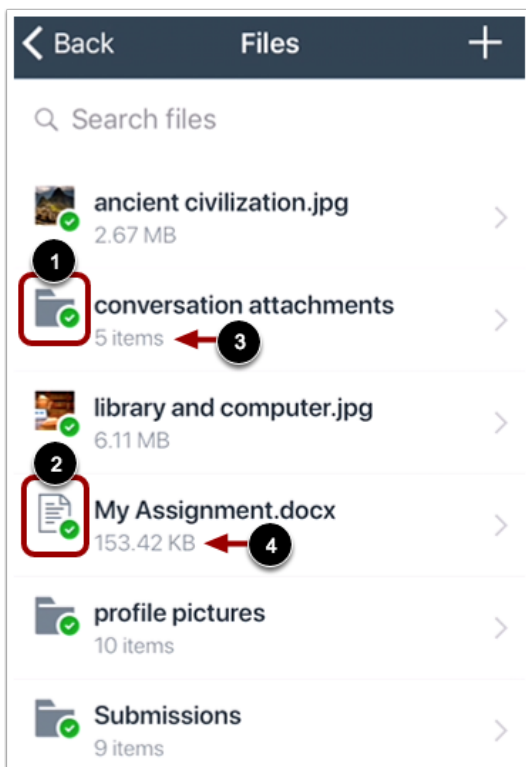 Back Files +
Search files
ancient civilization.jpg
2.67 MB
1
conversation attachments
5 items 3
library and computer.jpg
6.11 MB
2
My Assignment.docx
153.42 KB 4
profile pictures
10 items
Submissions
9 items